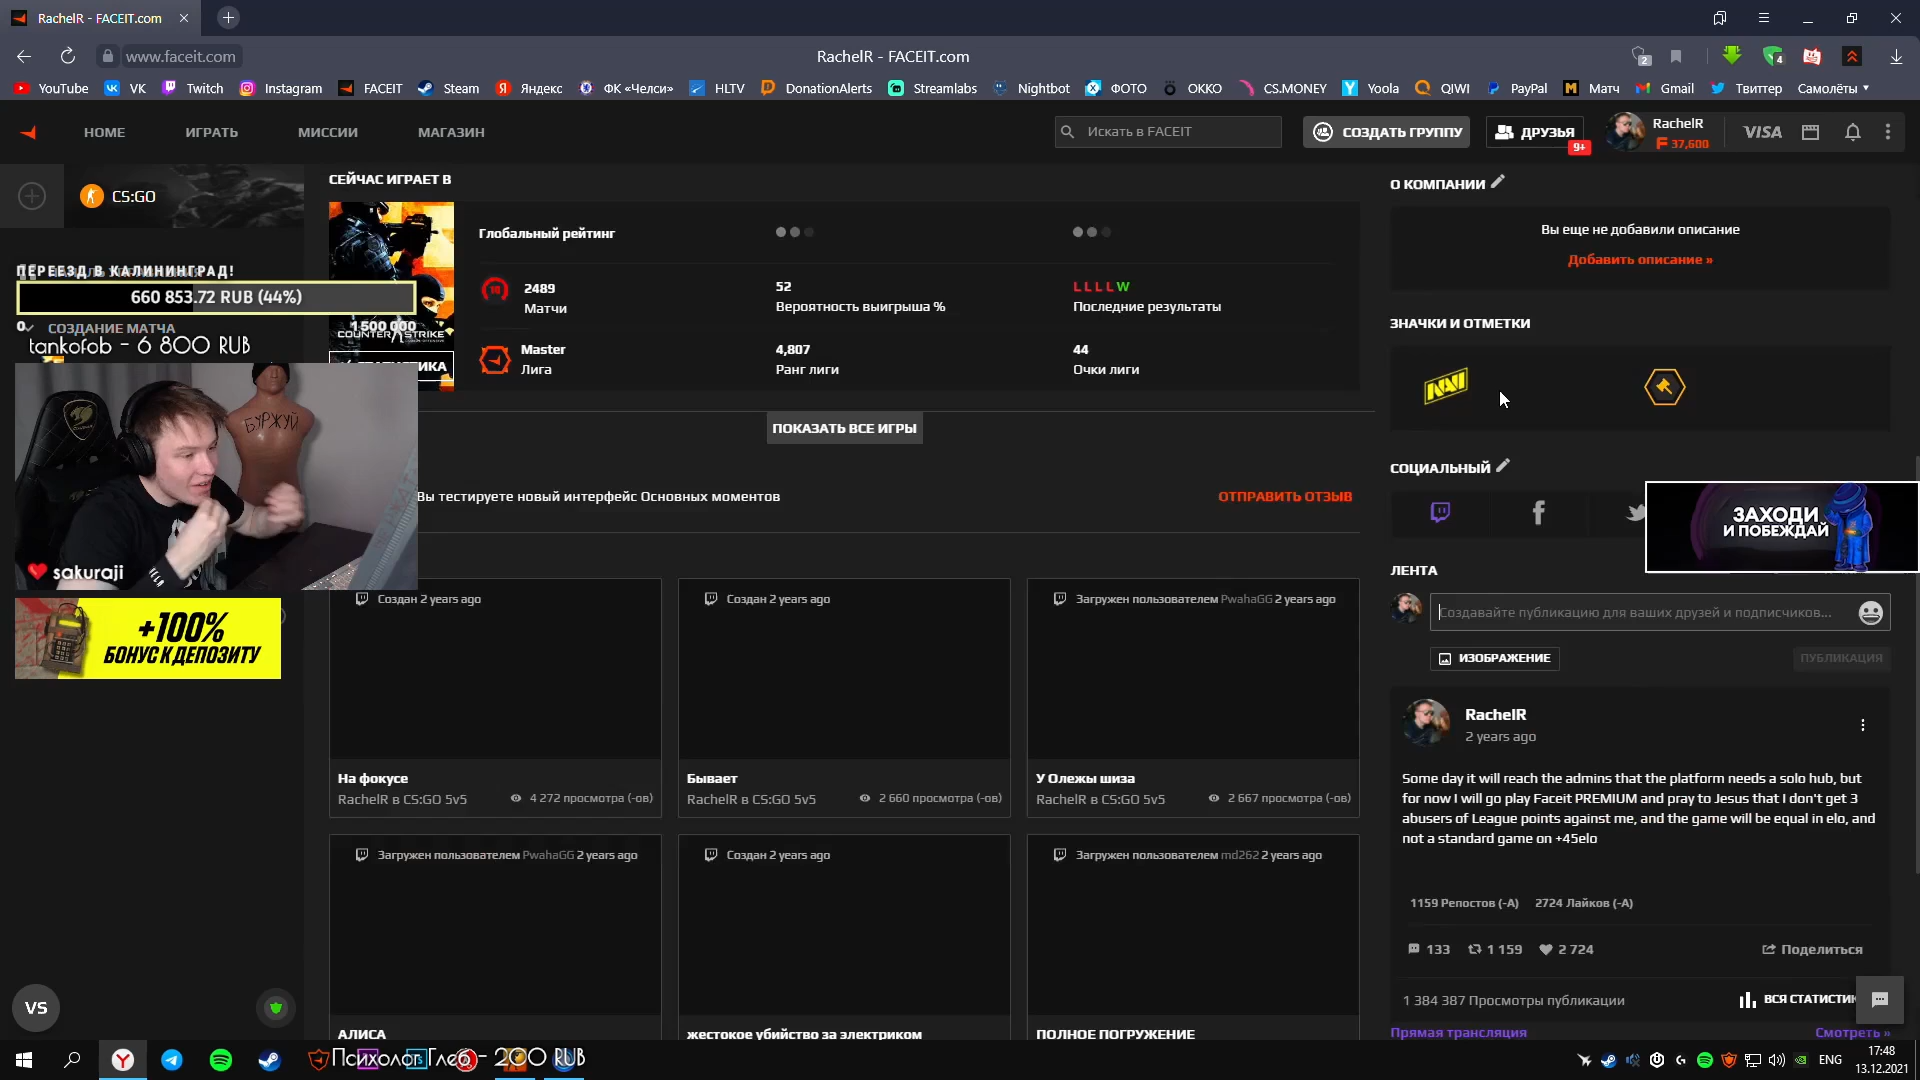 RachelR - FACEIT.com
www.faceit.com
RachelR - FACEIT.com
2
4
YouTube VK Twitch Instagram FACEIT Steam Яндекс ФК «Челси» HLTV DonationAlerts Streamlabs Nightbot ФОТО OKKO CS.MONEY Yoola QIWI PayPal Матч Gmail Твиттер Самолёты
HOME ИГРАТЬ МИССИИ МАГАЗИН
Искать в FACEIT
СОЗДАТЬ ГРУППУ
ДРУЗЬЯ
9+
RachelR
37,600
VISA
CS:GO
ПЕРЕЕЗД В КАЛИНИНГРАД!
660 853.72 RUB (44%)
0
1 500 000
СОЗДАНИЕ МАТЧА
tankofob - 6 800 RUB
БУРЖУЙ
sakuraji
+100%
БОНУС К ДЕПОЗИТУ
VS
СЕЙЧАС ИГРАЕТ В
Глобальный рейтинг
10
2489
Матчи
52
Вероятность выигрыша %
L L L L W
Последние результаты
Master
Лига
4,807
Ранг лиги
44
Очки лиги
ПОКАЗАТЬ ВСЕ ИГРЫ
Вы тестируете новый интерфейс Основных моментов
ОТПРАВИТЬ ОТЗЫВ
Создан 2 years ago
На фокусе
RachelR в CS:GO 5v5
4 272 просмотра (-ов)
Создан 2 years ago
Бывает
RachelR в CS:GO 5v5
2 660 просмотра (-ов)
Загружен пользователем PwahaGG 2 years ago
У Олежы шиза
RachelR в CS:GO 5v5
2 667 просмотра (-ов)
Загружен пользователем PwahaGG 2 years ago
АЛИСА
Создан 2 years ago
жестокое убийство за электриком
Загружен пользователем md262 2 years ago
ПОЛНОЕ ПОГРУЖЕНИЕ
О КОМПАНИИ
Вы еще не добавили описание
Добавить описание »
ЗНАЧКИ И ОТМЕТКИ
NAVI
СОЦИАЛЬНЫЙ
ЗАХОДИ
И ПОБЕЖДАЙ
ЛЕНТА
Создавайте публикацию для ваших друзей и подписчиков...
ИЗОБРАЖЕНИЕ
ПУБЛИКАЦИЯ
RachelR
2 years ago
Some day it will reach the admins that the platform needs a solo hub, but
for now I will go play Faceit PREMIUM and pray to Jesus that I don't get 3
abusers of League points against me, and the game will be equal in elo, and
not a standard game on +45elo
1159 Репостов (-А) 2724 Лайков (-А)
133 1 159 2 724
Поделиться
1 384 387 Просмотры публикации
ВСЯ СТАТИСТИК
Прямая трансляция
Смотреть »
Психолог Глеб - 200 RUB
ENG
17:48
13.12.2021